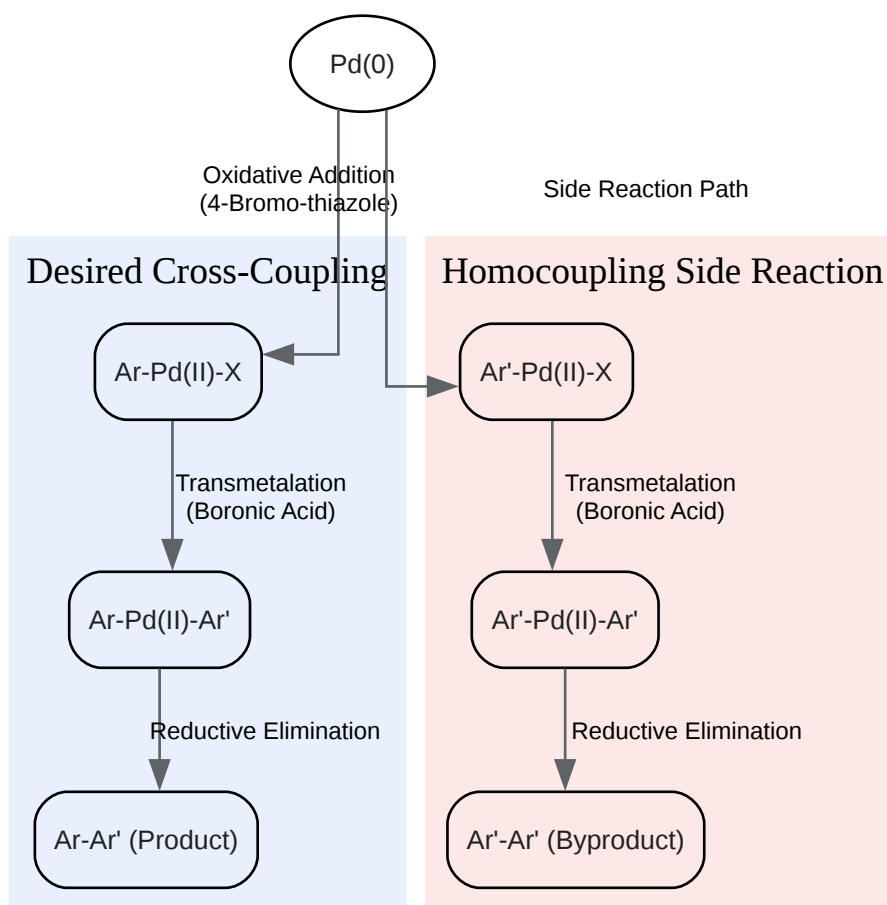 Pd(0)
Oxidative Addition
(4-Bromo-thiazole)
Side Reaction Path
Desired Cross-Coupling
Homocoupling Side Reaction
Ar-Pd(II)-X
Ar'-Pd(II)-X
Transmetalation
(Boronic Acid)
Transmetalation
(Boronic Acid)
Ar-Pd(II)-Ar'
Ar'-Pd(II)-Ar'
Reductive Elimination
Reductive Elimination
Ar-Ar' (Product)
Ar'-Ar' (Byproduct)